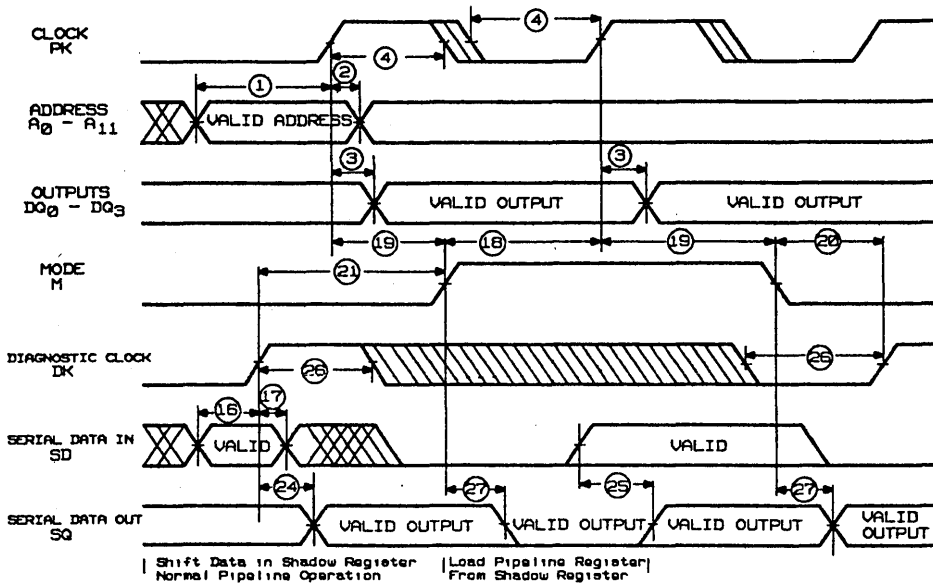 CLOCK
PK
4
4
1
2
ADDRESS
A0 - A11
VALID ADDRESS
3
3
OUTPUTS
DQ0 - DQ3
VALID OUTPUT
VALID OUTPUT
19
18
19
20
MODE
M
21
DIAGNOSTIC CLOCK
DK
26
26
16
17
SERIAL DATA IN
SD
VALID
VALID
24
27
25
27
SERIAL DATA OUT
SQ
VALID OUTPUT
VALID OUTPUT
VALID OUTPUT
VALID
OUTPUT
Shift Data in Shadow Register
Normal Pipeline Operation
Load Pipeline Register
From Shadow Register